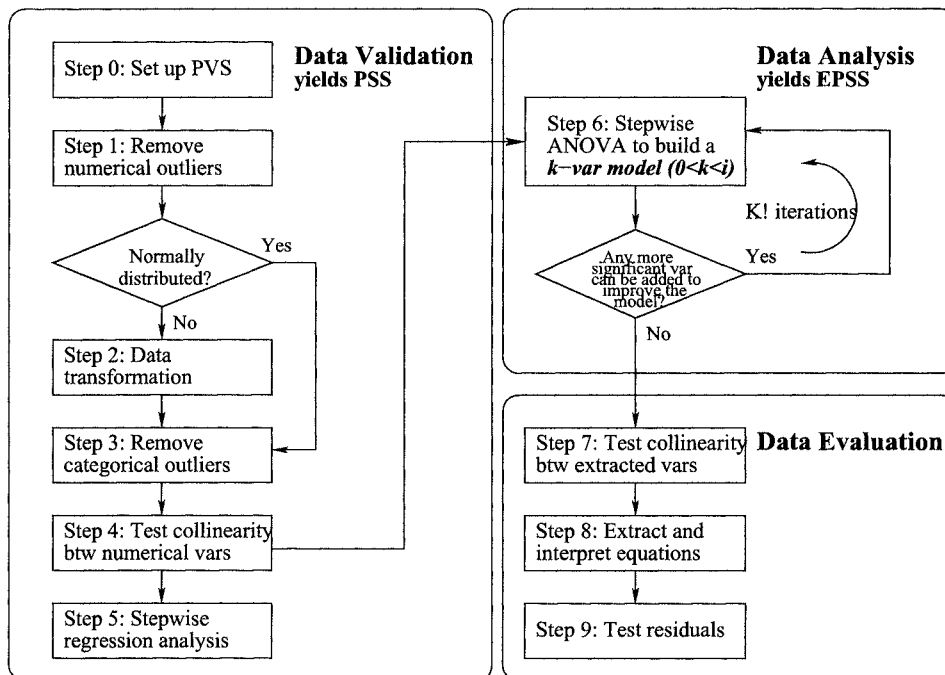 Data Validation
yields PSS
Step 0: Set up PVS
Step 1: Remove
numerical outliers
Normally
distributed?
Yes
No
Step 2: Data
transformation
Step 3: Remove
categorical outliers
Step 4: Test collinearity
btw numerical vars
Step 5: Stepwise
regression analysis
Data Analysis
yields EPSS
Step 6: Stepwise
ANOVA to build a
k−var model (0<k<i)
K! iterations
Any more
significant var
can be added to
improve the
model?
Yes
No
Data Evaluation
Step 7: Test collinearity
btw extracted vars
Step 8: Extract and
interpret equations
Step 9: Test residuals